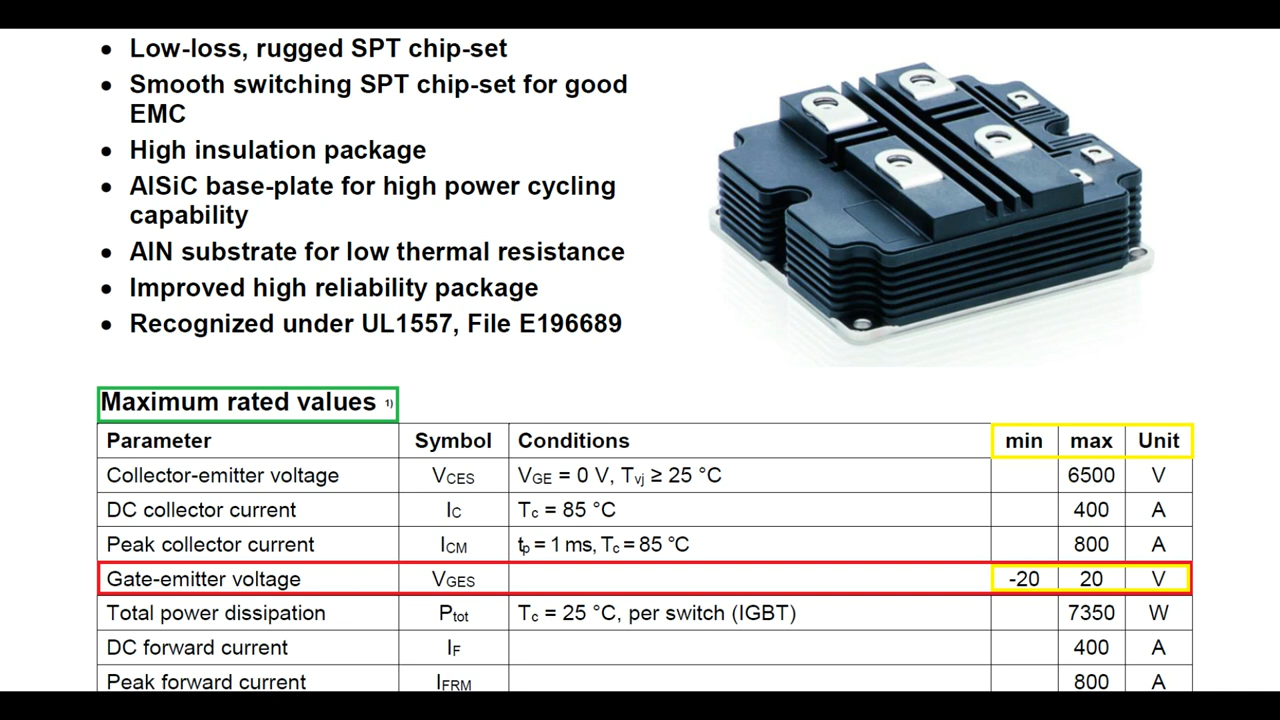 • Low-loss, rugged SPT chip-set
• Smooth switching SPT chip-set for good
EMC
• High insulation package
• AlSiC base-plate for high power cycling
capability
• AlN substrate for low thermal resistance
• Improved high reliability package
• Recognized under UL1557, File E196689
Maximum rated values 1)
Parameter Symbol Conditions min max Unit
Collector-emitter voltage VCES VGE = 0 V, Tvj ≥ 25 °C 6500 V
DC collector current IC Tc = 85 °C 400 A
Peak collector current ICM tp = 1 ms, Tc = 85 °C 800 A
Gate-emitter voltage VGES -20 20 V
Total power dissipation Ptot Tc = 25 °C, per switch (IGBT) 7350 W
DC forward current IF 400 A
Peak forward current IFRM 800 A